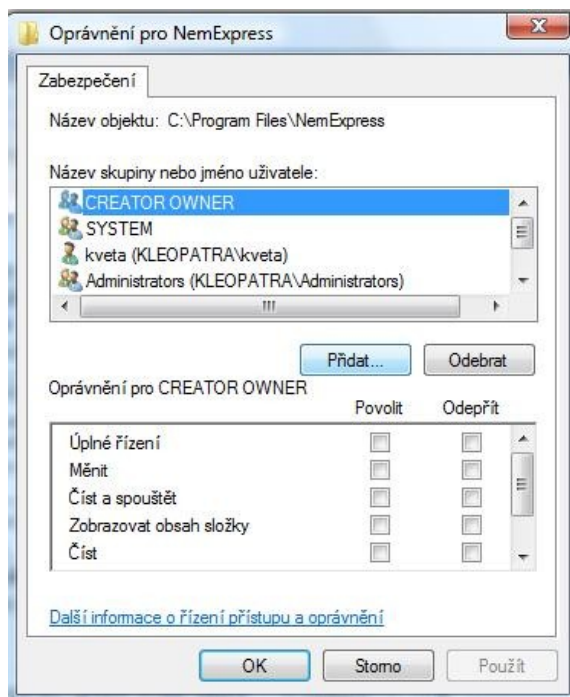 Oprávnění pro NemExpress
Zabezpečení
Název objektu: C:\Program Files\NemExpress
Název skupiny nebo jméno uživatele:
CREATOR OWNER
SYSTEM
kveta (KLEOPATRA\kveta)
Administrators (KLEOPATRA\Administrators)
Přidat... Odebrat
Oprávnění pro CREATOR OWNER Povolit Odepřít
Úplné řízení
Měnit
Číst a spouštět
Zobrazovat obsah složky
Číst
Další informace o řízení přístupu a oprávnění
OK Storno Použít